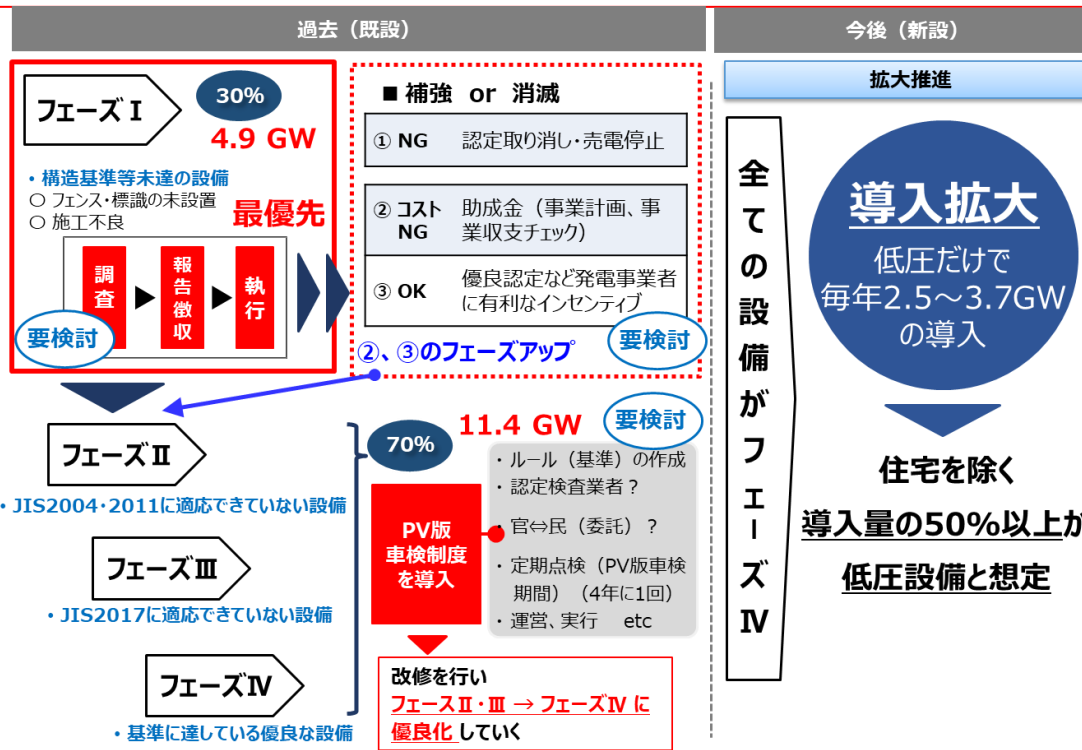 過去（既設）
今後（新設）
フェーズⅠ
30%
4.9 GW
・構造基準等未達の設備
○ フェンス・標識の未設置
○ 施工不良
最優先
調査
報告徴収
執行
要検討
■ 補強 or 消滅
① NG 認定取り消し・売電停止
② コスト NG 助成金（事業計画、事
業収支チェック）
③ OK 優良認定など発電事業者
に有利なインセンティブ
②、③のフェーズアップ
要検討
フェーズⅡ
・JIS2004・2011に適応できていない設備
フェーズⅢ
・JIS2017に適応できていない設備
フェーズⅣ
・基準に達している優良な設備
70%
11.4 GW
要検討
PV版
車検制度
を導入
・ルール（基準）の作成
・認定検査業者？
・官⇔民（委託）？
・定期点検（PV版車検
期間）（4年に1回）
・運営、実行 etc
改修を行い
フェースⅡ・Ⅲ → フェーズⅣ に
優良化 していく
拡大推進
全ての設備がフェーズⅣ
導入拡大
低圧だけで
毎年2.5～3.7GW
の導入
住宅を除く
導入量の50%以上が
低圧設備と想定